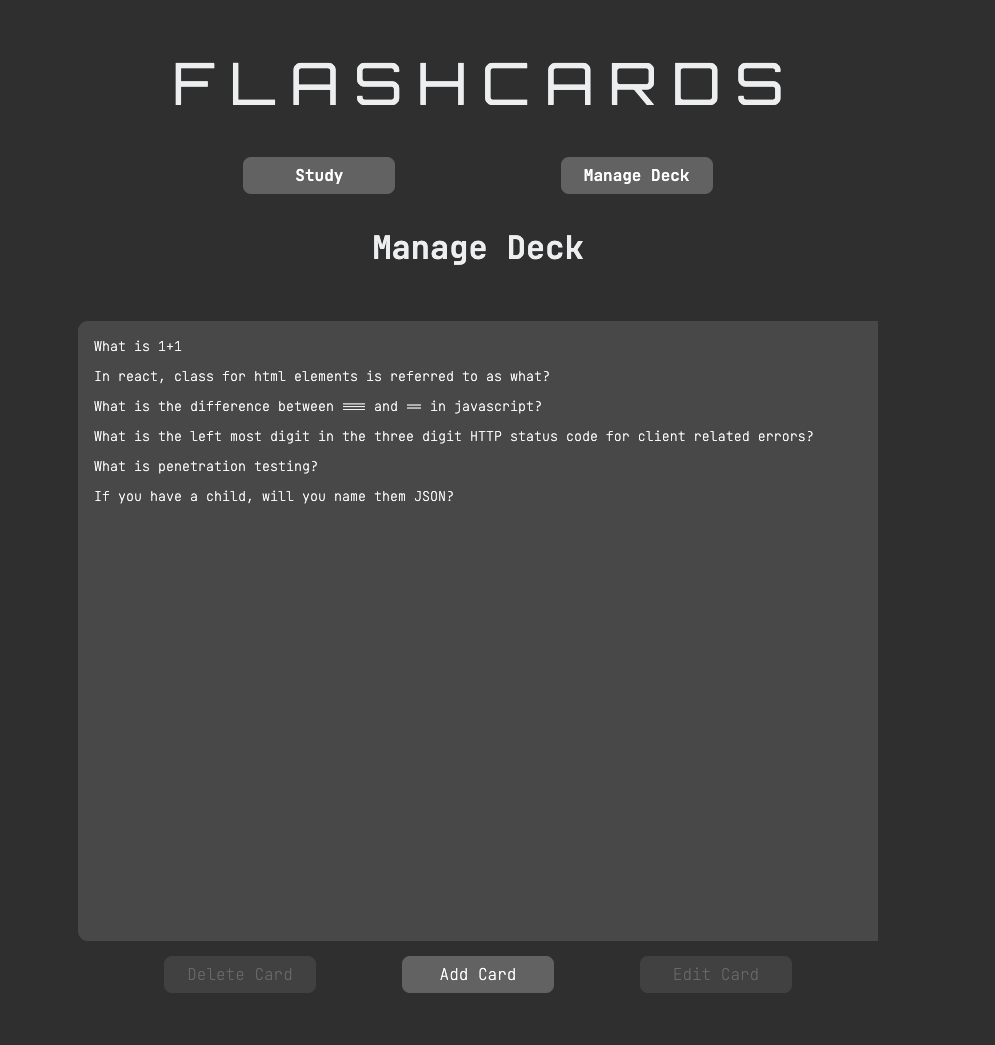 FLASHCARDS
Study Manage Deck
Manage Deck
What is 1+1
In react, class for html elements is referred to as what?
What is the difference between === and == in javascript?
What is the left most digit in the three digit HTTP status code for client related errors?
What is penetration testing?
If you have a child, will you name them JSON?
Delete Card Add Card Edit Card